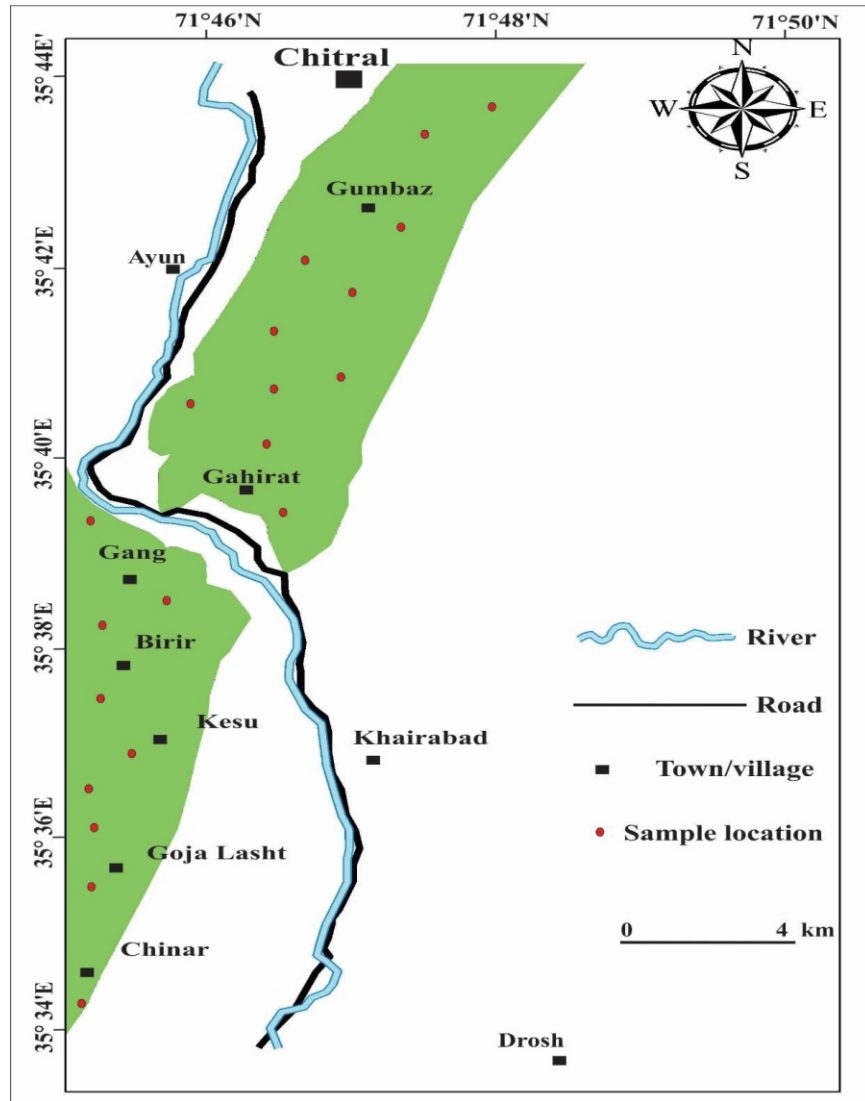 71°46'N 71°48'N 71°50'N
35°44'E'
Chitral
N
W E
S
Gumbaz
35°42'E
Ayun
35°40'E
Gahirat
Gang
35°38'E
Birir
River
Kesu
Road
Khairabad
Town/village
35°36'E
Sample location
Goja Lasht
0 4 km
Chinar
35°34'E
Drosh